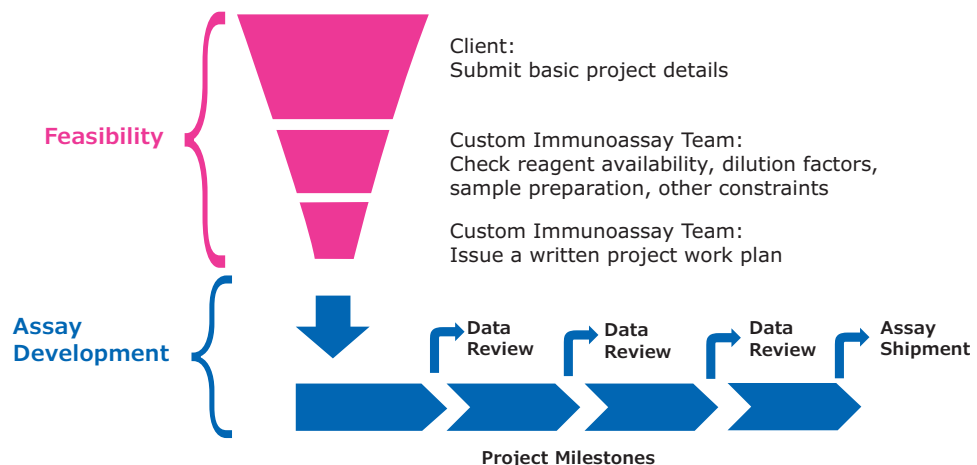 Client:
Submit basic project details
Feasibility
Custom Immunoassay Team:
Check reagent availability, dilution factors,
sample preparation, other constraints
Custom Immunoassay Team:
Issue a written project work plan
Assay
Development
Data
Review
Data
Review
Data
Review
Assay
Shipment
Project Milestones